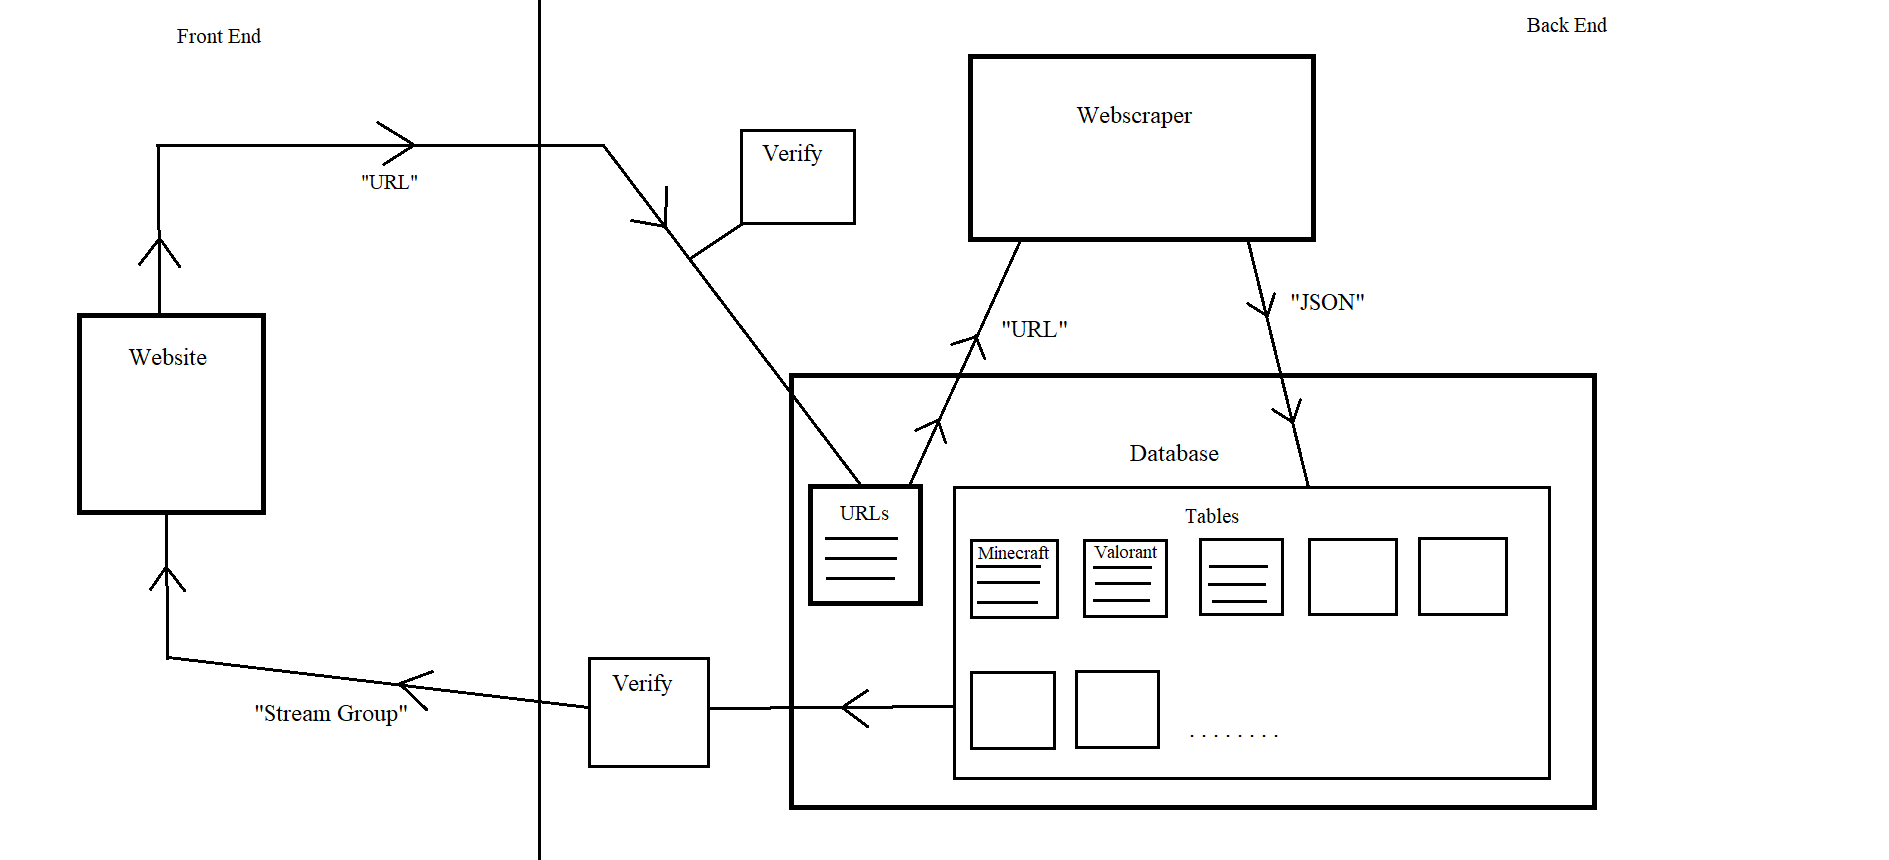 Front End
Back End
Webscraper
Verify
"URL"
"JSON"
"URL"
Website
Database
URLs
Tables
Minecraft
Valorant
Verify
"Stream Group"
. . . . . . . .